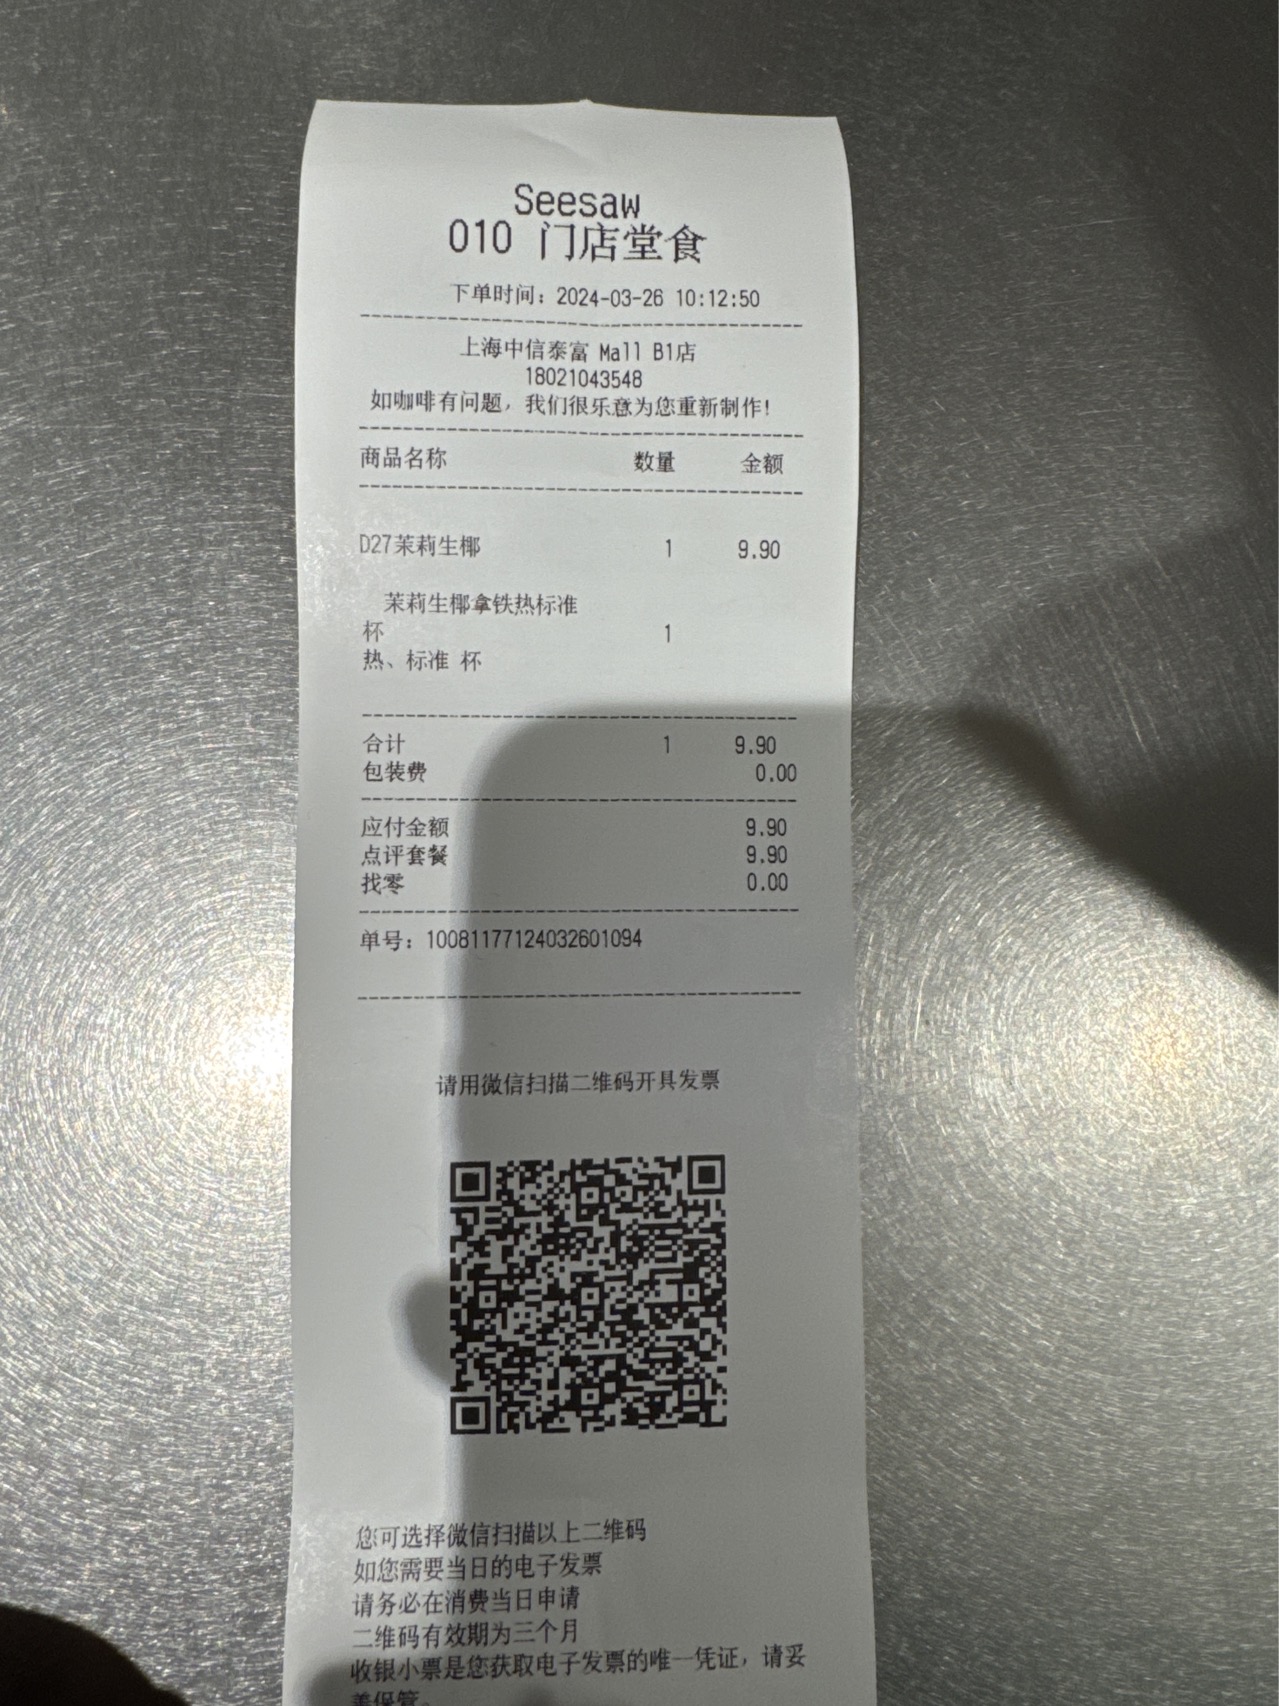 Seesaw
010 门店堂食
下单时间：2024-03-26 10:12:50
上海中信泰富 Mall B1店
18021043548
如咖啡有问题，我们很乐意为您重新制作！
商品名称 数量 金额
D27茉莉生椰 1 9.90
茉莉生椰拿铁热标准
杯 1
热、标准 杯
合计 1 9.90
包装费 0.00
应付金额 9.90
点评套餐 9.90
找零 0.00
单号：10081177124032601094
请用微信扫描二维码开具发票
您可选择微信扫描以上二维码
如您需要当日的电子发票
请务必在消费当日申请
二维码有效期为三个月
收银小票是您获取电子发票的唯一凭证，请妥
善保管。